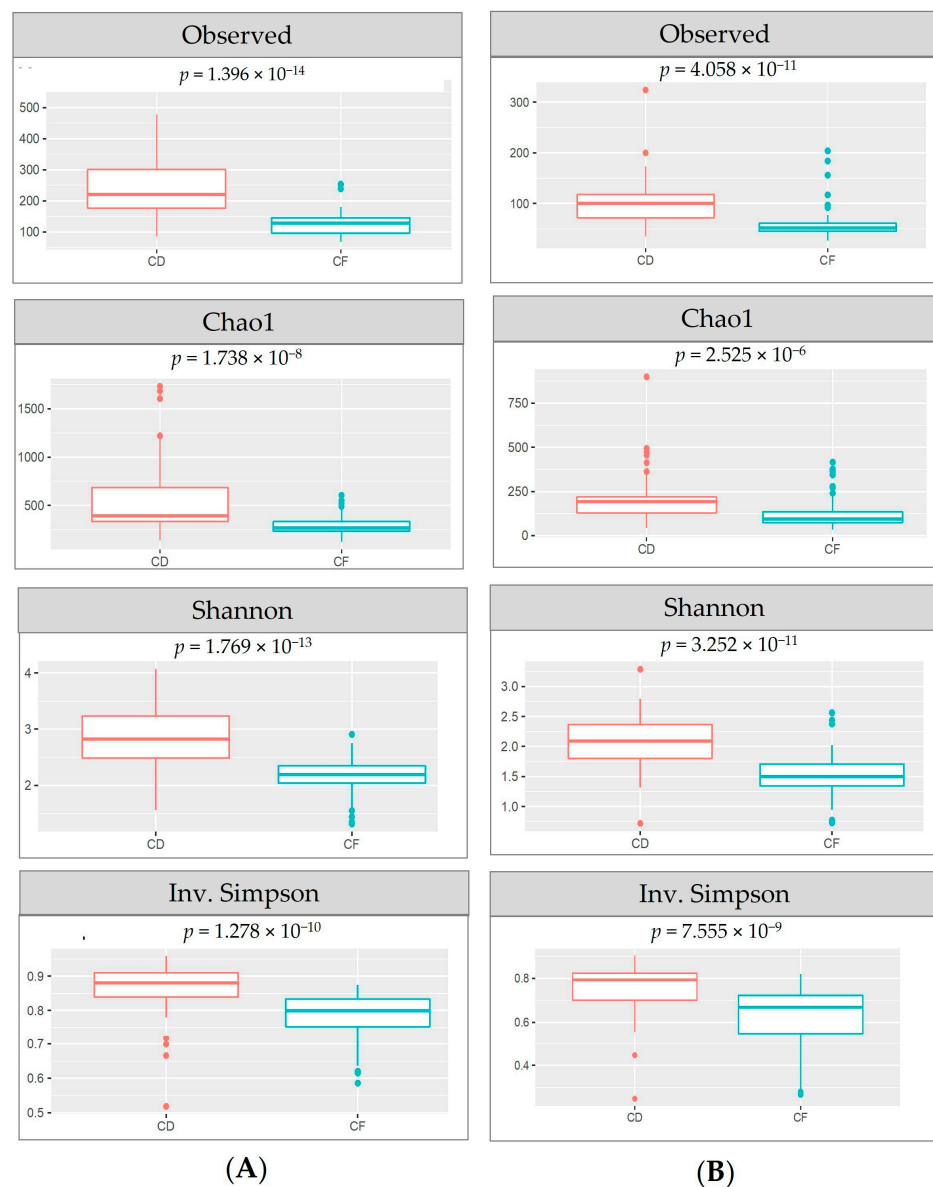 Observed
p = 1.396 × 10⁻¹⁴
500
400
300
200
100
CD CF
Chao1
p = 1.738 × 10⁻⁸
1500
1000
500
CD CF
Shannon
p = 1.769 × 10⁻¹³
4
3
2
CD CF
Inv. Simpson
p = 1.278 × 10⁻¹⁰
0.9
0.8
0.7
0.6
0.5
CD CF
(A)
Observed
p = 4.058 × 10⁻¹¹
300
200
100
CD CF
Chao1
p = 2.525 × 10⁻⁶
750
500
250
0
CD CF
Shannon
p = 3.252 × 10⁻¹¹
3.0
2.5
2.0
1.5
1.0
CD CF
Inv. Simpson
p = 7.555 × 10⁻⁹
0.8
0.6
0.4
CD CF
(B)